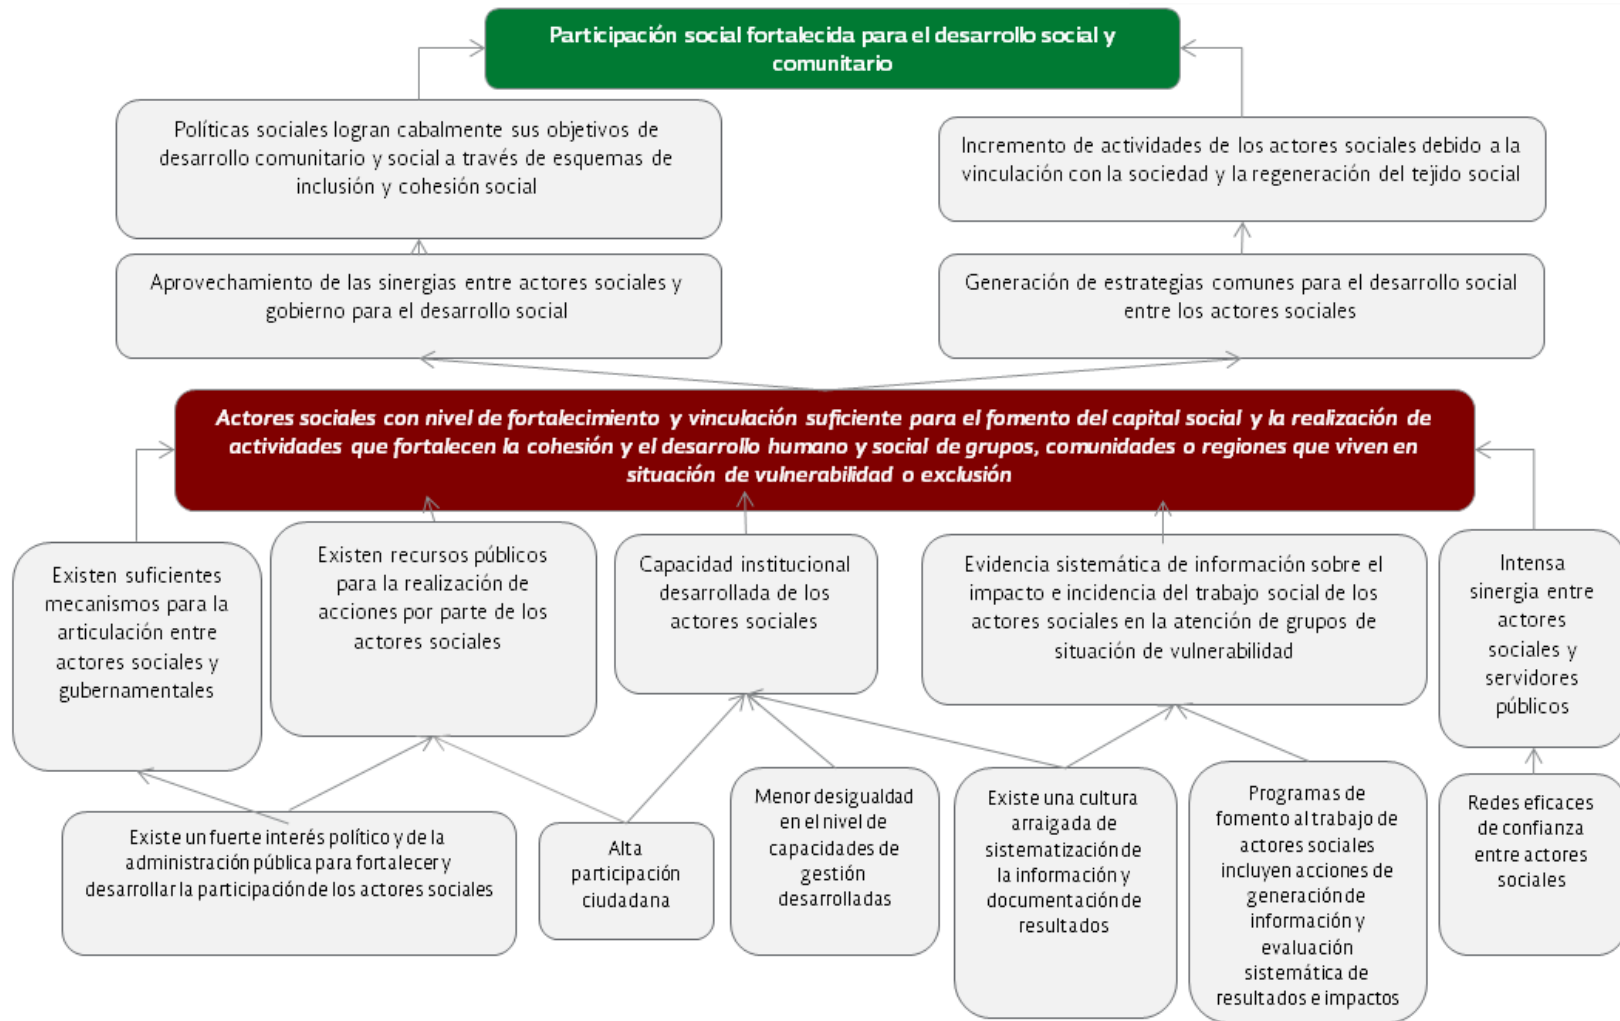 Participación social fortalecida para el desarrollo social y
comunitario
Políticas sociales logran cabalmente sus objetivos de
desarrollo comunitario y social a través de esquemas de
inclusión y cohesión social
Incremento de actividades de los actores sociales debido a la
vinculación con la sociedad y la regeneración del tejido social
Aprovechamiento de las sinergias entre actores sociales y
gobierno para el desarrollo social
Generación de estrategias comunes para el desarrollo social
entre los actores sociales
Actores sociales con nivel de fortalecimiento y vinculación suficiente para el fomento del capital social y la realización de
actividades que fortalecen la cohesión y el desarrollo humano y social de grupos, comunidades o regiones que viven en
situación de vulnerabilidad o exclusión
Existen suficientes
mecanismos para la
articulación entre
actores sociales y
gubernamentales
Existen recursos públicos
para la realización de
acciones por parte de los
actores sociales
Capacidad institucional
desarrollada de los
actores sociales
Evidencia sistemática de información sobre el
impacto e incidencia del trabajo social de los
actores sociales en la atención de grupos de
situación de vulnerabilidad
Intensa
sinergia entre
actores
sociales y
servidores
públicos
Existe un fuerte interés político y de la
administración pública para fortalecer y
desarrollar la participación de los actores sociales
Alta
participación
ciudadana
Menor desigualdad
en el nivel de
capacidades de
gestión
desarrolladas
Existe una cultura
arraigada de
sistematización de
la información y
documentación de
resultados
Programas de
fomento al trabajo de
actores sociales
incluyen acciones de
generación de
información y
evaluación
sistemática de
resultados e impactos
Redes eficaces
de confianza
entre actores
sociales